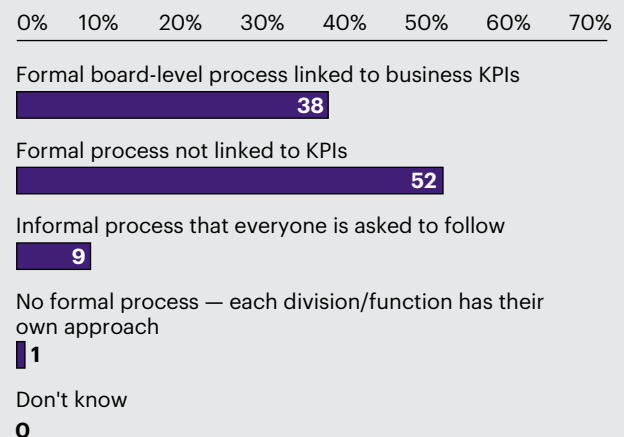 0% 10% 20% 30% 40% 50% 60% 70%
Formal board-level process linked to business KPIs
38
Formal process not linked to KPIs
52
Informal process that everyone is asked to follow
9
No formal process — each division/function has their
own approach
1
Don't know
0